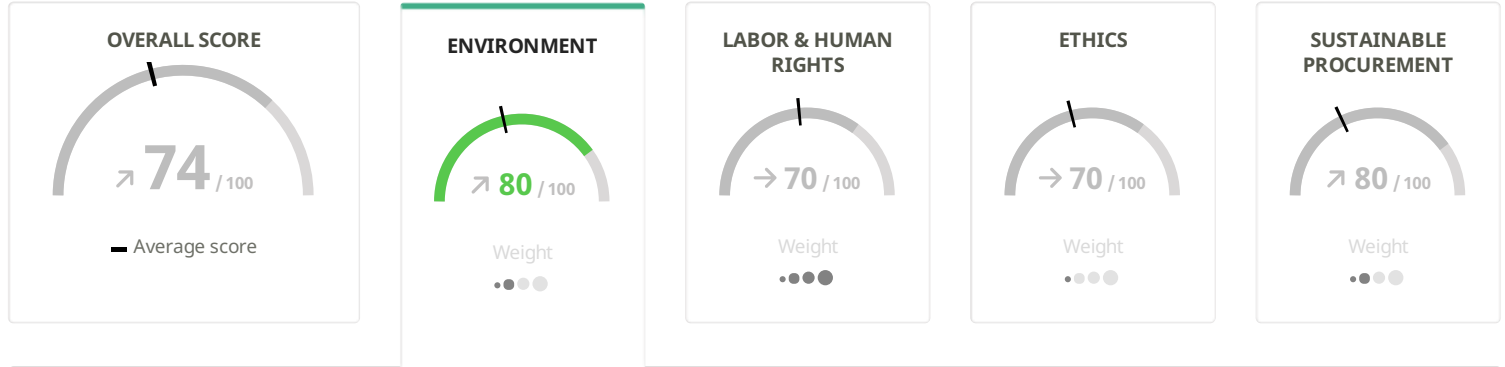 OVERALL SCORE
74 / 100
Average score
ENVIRONMENT
80 / 100
Weight
LABOR & HUMAN
RIGHTS
70 / 100
Weight
ETHICS
70 / 100
Weight
SUSTAINABLE
PROCUREMENT
80 / 100
Weight